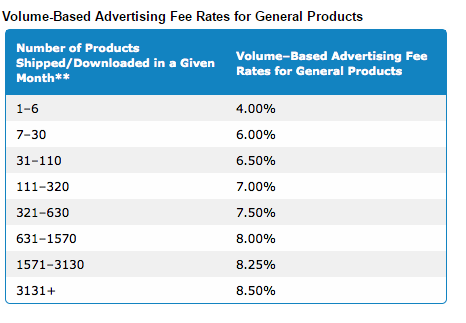 Volume-Based Advertising Fee Rates for General Products
Number of Products
Shipped/Downloaded in a Given
Month**
Volume–Based Advertising Fee
Rates for General Products
1–6 4.00%
7–30 6.00%
31–110 6.50%
111–320 7.00%
321–630 7.50%
631–1570 8.00%
1571–3130 8.25%
3131+ 8.50%